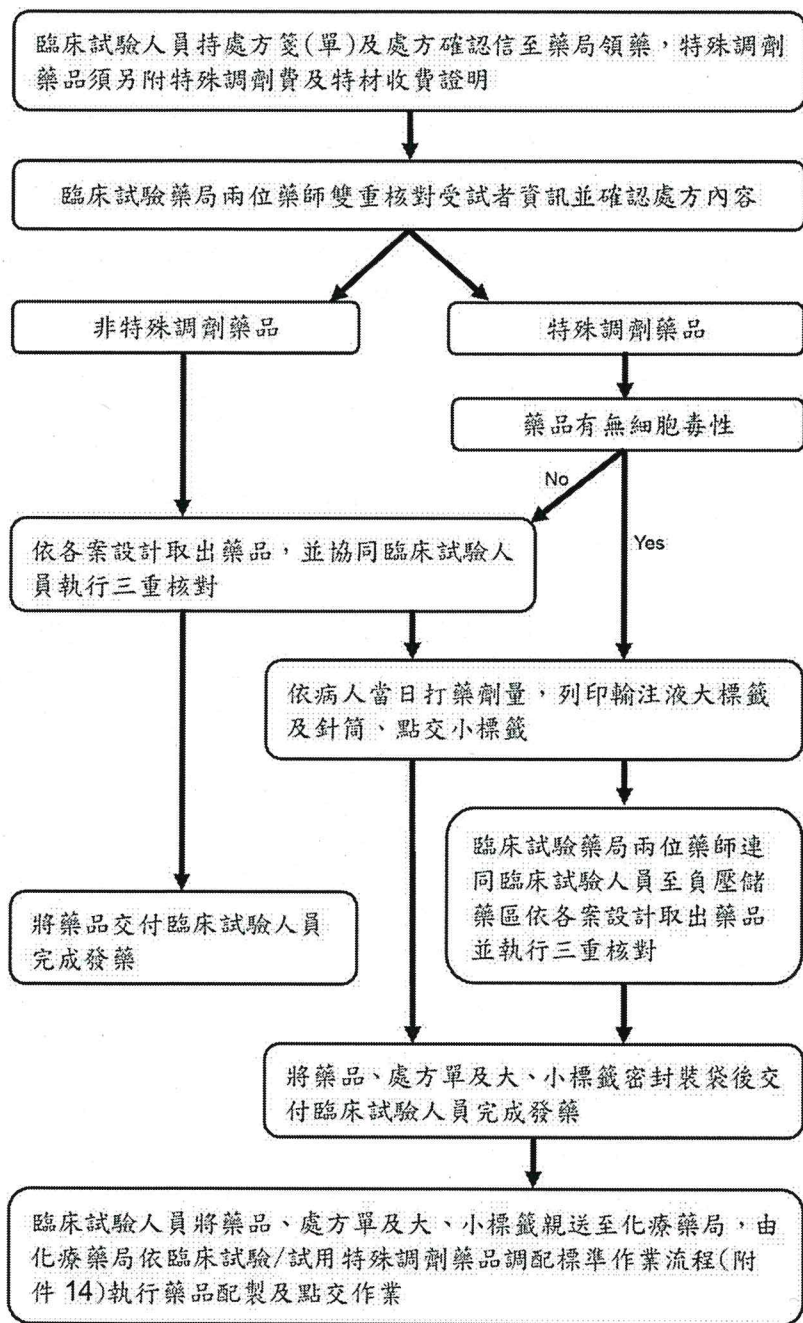 臨床試驗人員持處方箋(單)及處方確認信至藥局領藥，特殊調劑
藥品須另附特殊調劑費及特材收費證明
臨床試驗藥局兩位藥師雙重核對受試者資訊並確認處方內容
非特殊調劑藥品
特殊調劑藥品
藥品有無細胞毒性
No
Yes
依各案設計取出藥品，並協同臨床試驗人
員執行三重核對
依病人當日打藥劑量，列印輸注液大標籤
及針筒、點交小標籤
臨床試驗藥局兩位藥師連
同臨床試驗人員至負壓儲
藥區依各案設計取出藥品
並執行三重核對
將藥品交付臨床試驗人員
完成發藥
將藥品、處方單及大、小標籤密封裝袋後交
付臨床試驗人員完成發藥
臨床試驗人員將藥品、處方單及大、小標籤親送至化療藥局，由
化療藥局依臨床試驗/試用特殊調劑藥品調配標準作業流程(附
件 14)執行藥品配製及點交作業